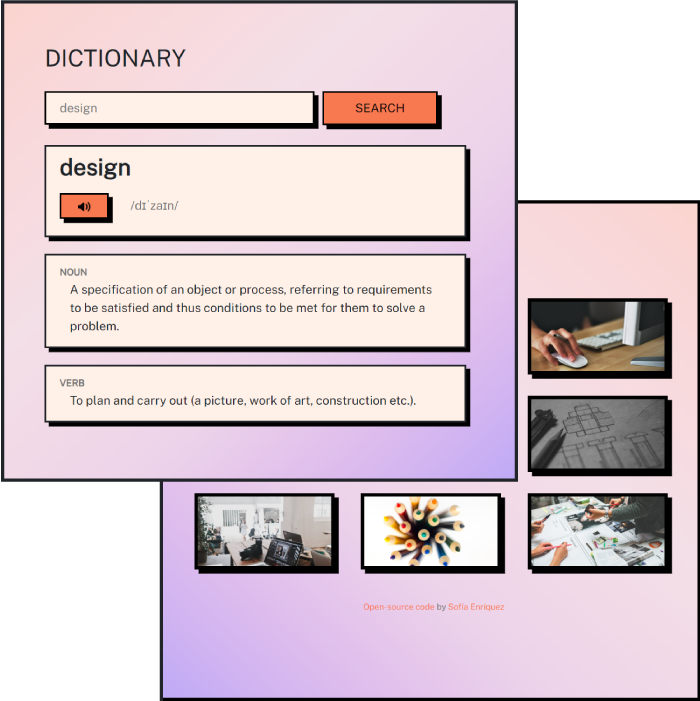 DICTIONARY
design
SEARCH
design
/dɪˈzaɪn/
NOUN
A specification of an object or process, referring to requirements
to be satisfied and thus conditions to be met for them to solve a
problem.
VERB
To plan and carry out (a picture, work of art, construction etc.).
Open-source code by Sofía Enríquez